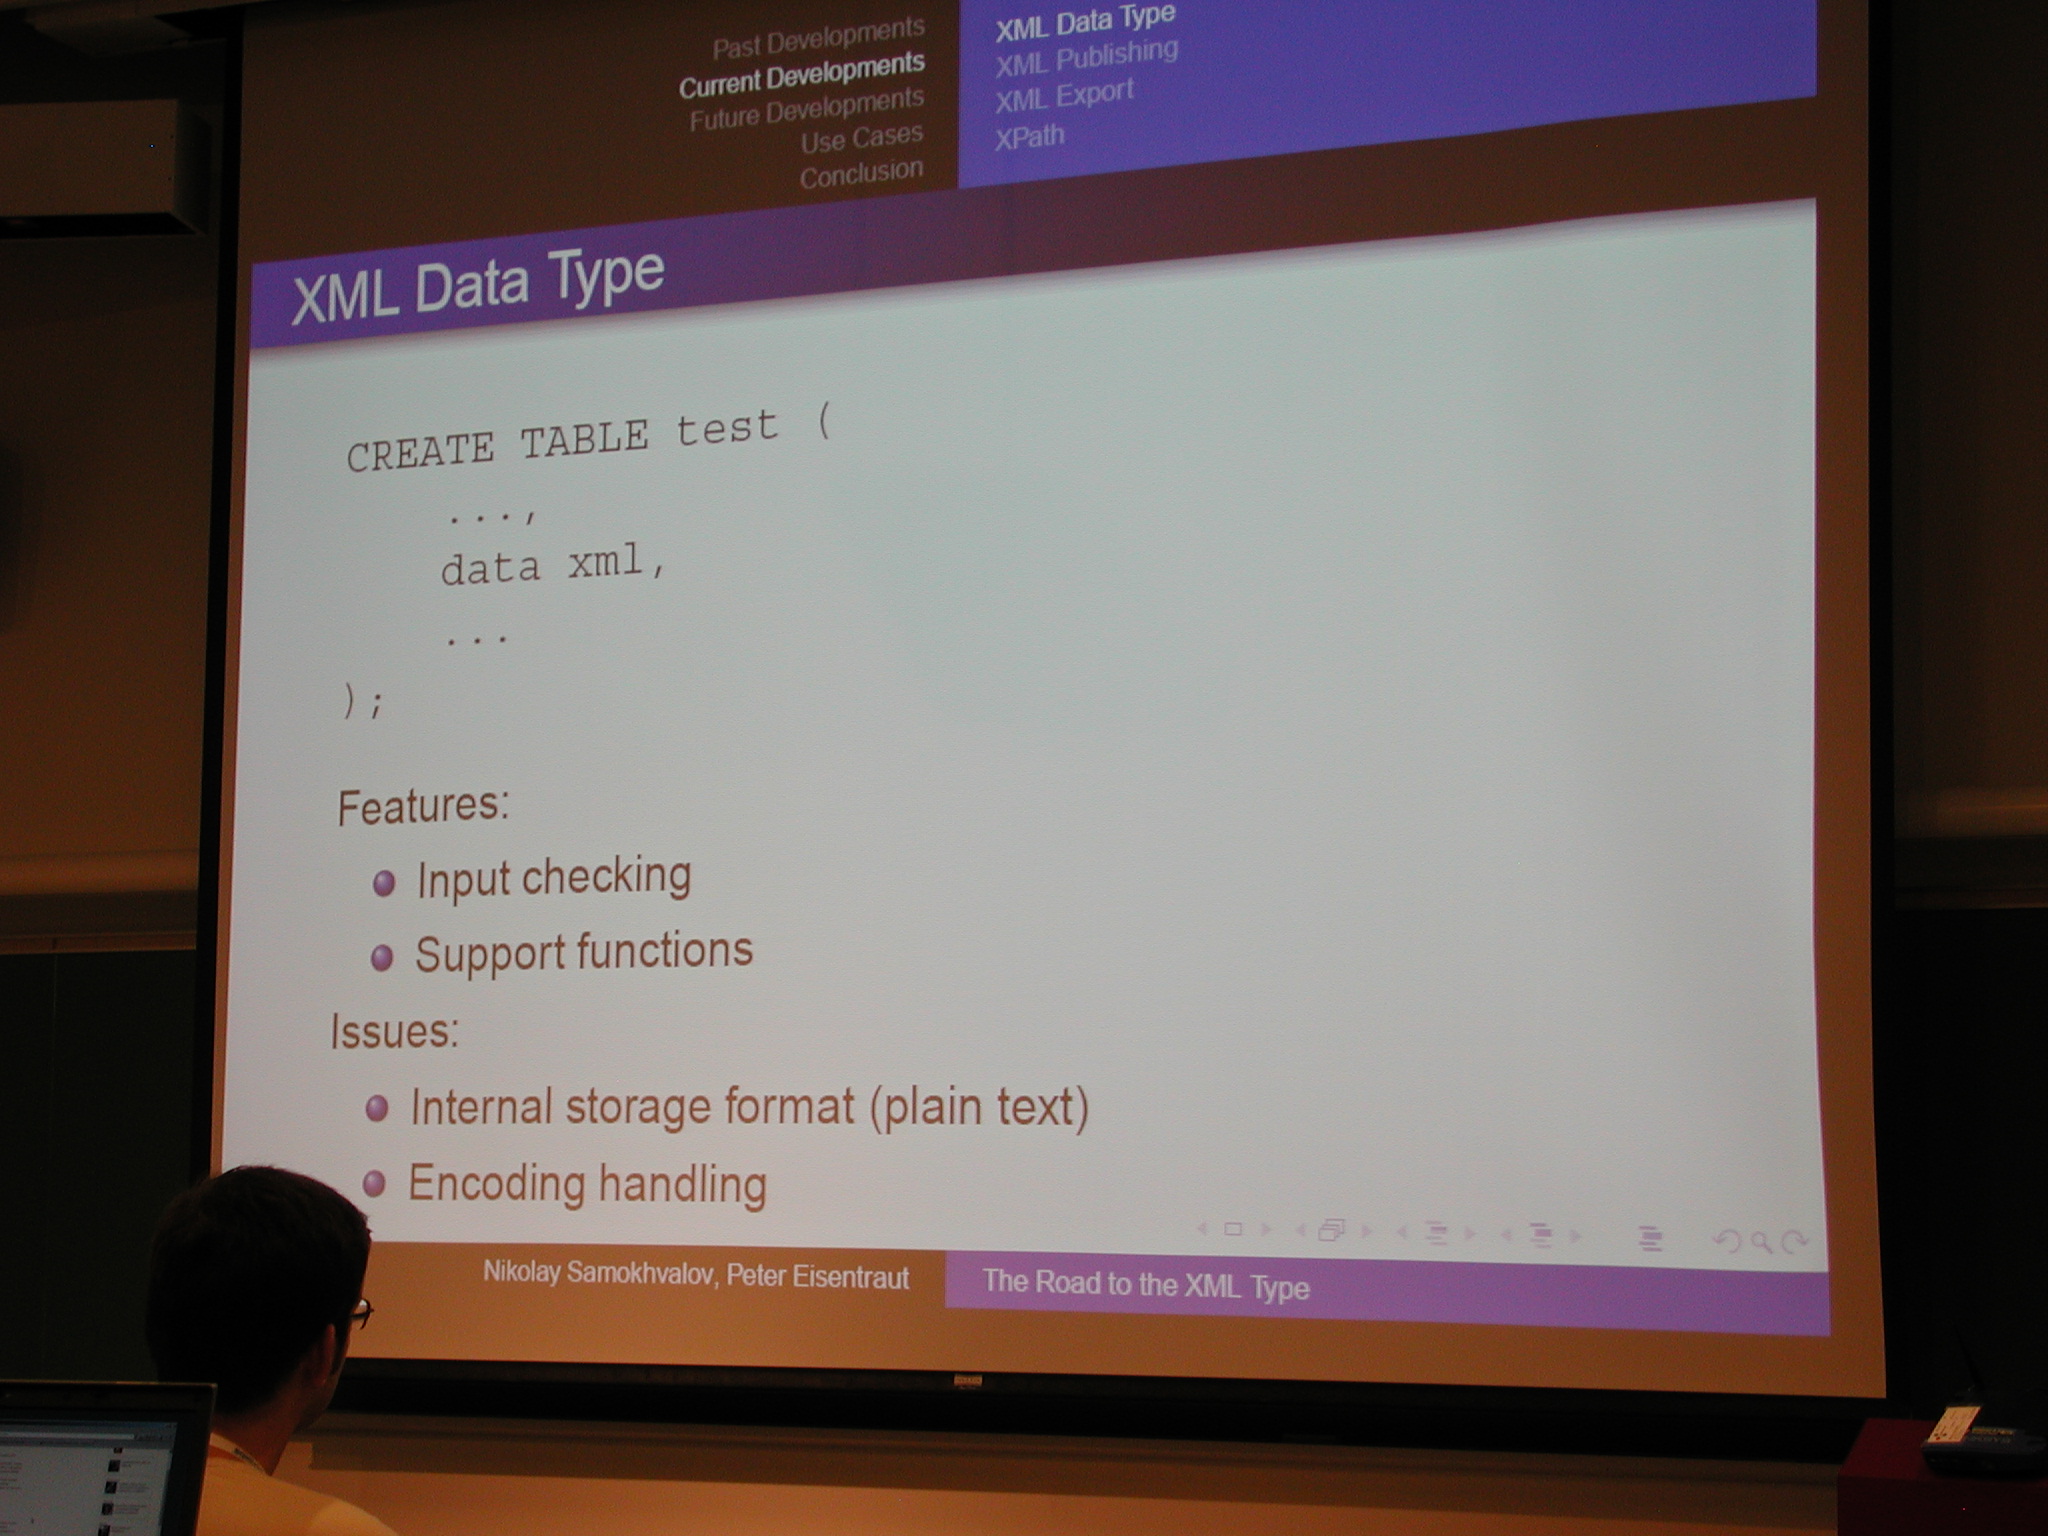 Past Developments
Current Developments
Future Developments
Use Cases
Conclusion
XML Data Type
XML Publishing
XML Export
XPath
XML Data Type
CREATE TABLE test (
...,
data xml,
...
);
Features:
Input checking
Support functions
Issues:
Internal storage format (plain text)
Encoding handling
Nikolay Samokhvalov, Peter Eisentraut
The Road to the XML Type